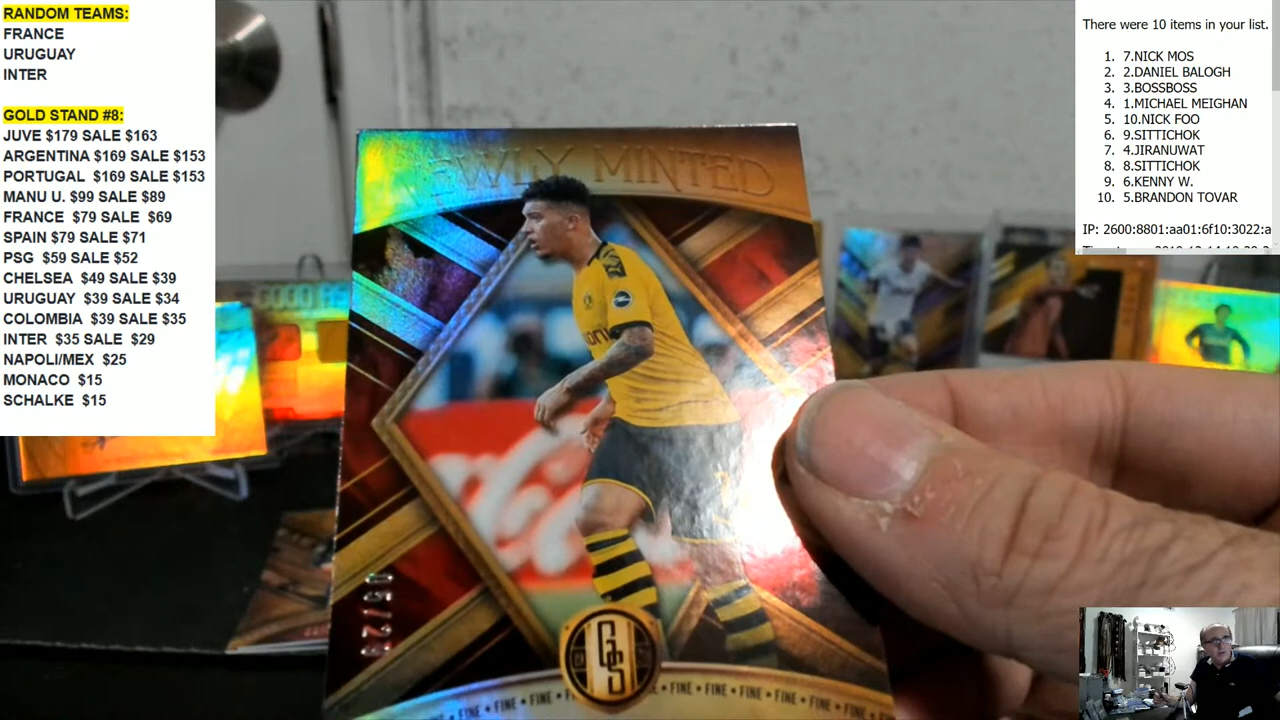 RANDOM TEAMS:
FRANCE
URUGUAY
INTER
GOLD STAND #8:
JUVE $179 SALE $163
ARGENTINA $169 SALE $153
PORTUGAL $169 SALE $153
MANU U. $99 SALE $89
FRANCE $79 SALE $69
SPAIN $79 SALE $71
PSG $59 SALE $52
CHELSEA $49 SALE $39
URUGUAY $39 SALE $34
COLOMBIA $39 SALE $35
INTER $35 SALE $29
NAPOLI/MEX $25
MONACO $15
SCHALKE $15
There were 10 items in your list.
1. 7.NICK MOS
2. 2.DANIEL BALOGH
3. 3.BOSSBOSS
4. 1.MICHAEL MEIGHAN
5. 10.NICK FOO
6. 9.SITTICHOK
7. 4.JIRANUWAT
8. 8.SITTICHOK
9. 6.KENNY W.
10. 5.BRANDON TOVAR
IP: 2600:8801:aa01:6f10:3022:a
EWLY MINTED
GS
FINE • FINE • FINE • FINE • FINE • FINE • FINE • FINE